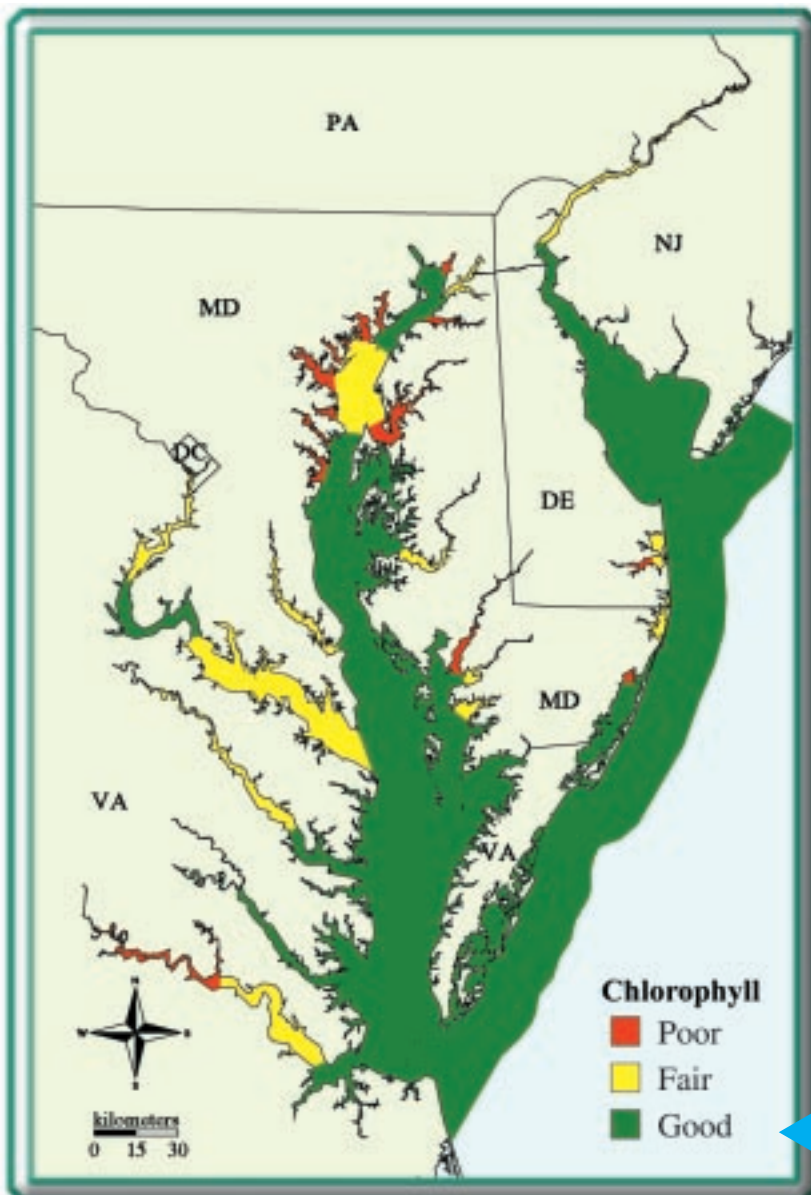 PA
NJ
MD
DC
DE
MD
VA
VA
Chlorophyll
Poor
Fair
Good
kilometers
0 15 30